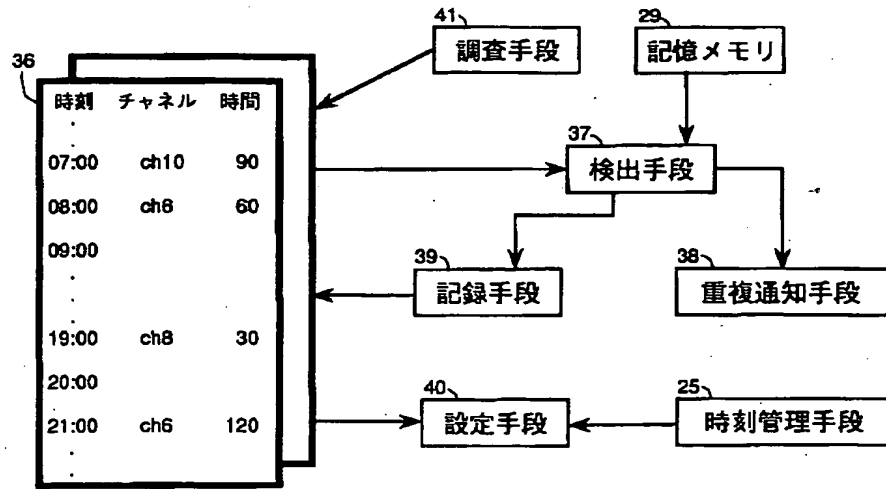 41
調査手段
29
記憶メモリ
36
時刻 チャネル 時間
07:00 ch10 90
08:00 ch6 60
09:00
19:00 ch8 30
20:00
21:00 ch6 120
37
検出手段
39
記録手段
38
重複通知手段
40
設定手段
25
時刻管理手段